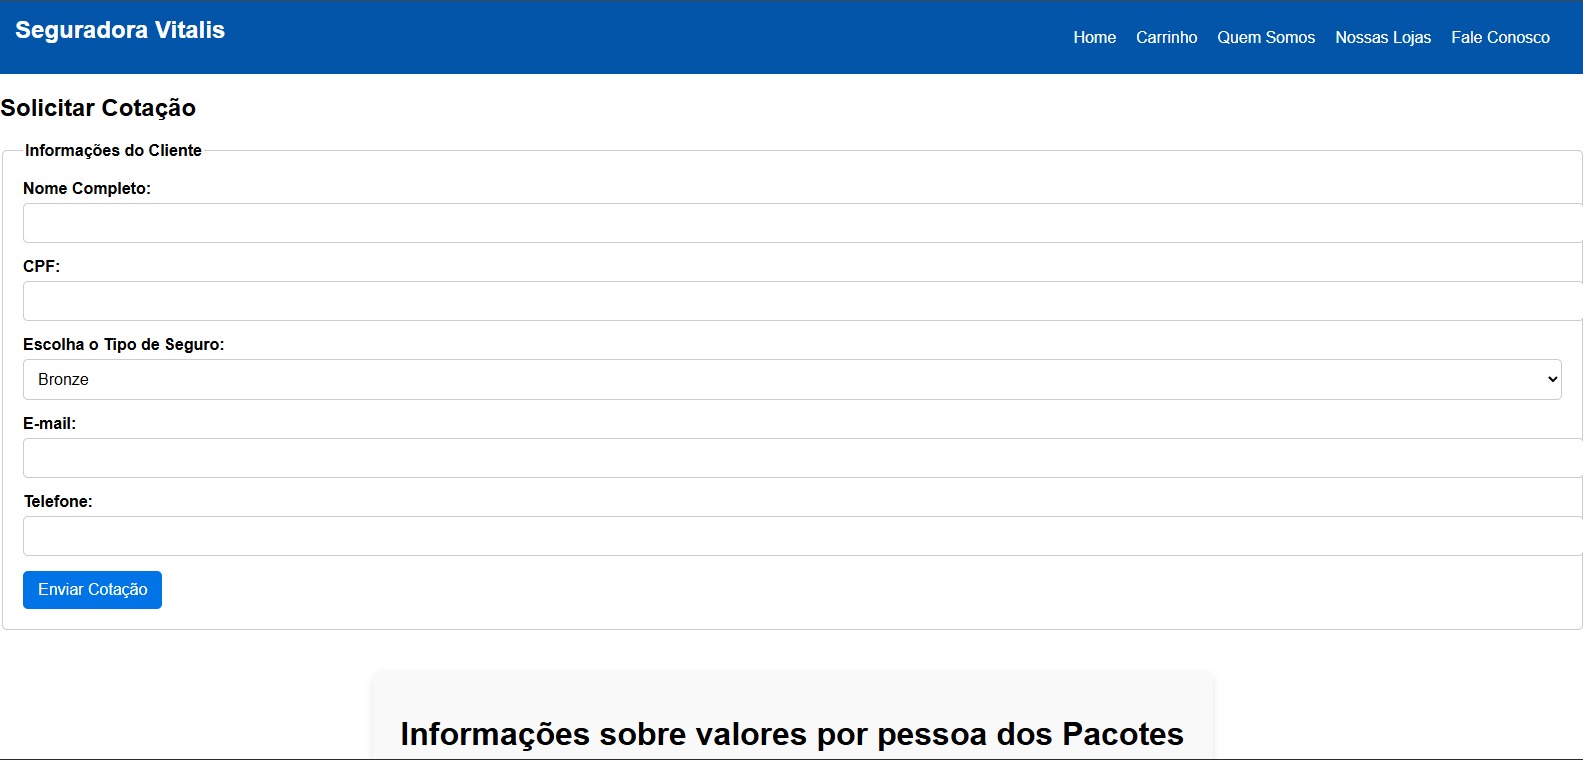 Seguradora Vitalis
Home Carrinho Quem Somos Nossas Lojas Fale Conosco
Solicitar Cotação
Informações do Cliente
Nome Completo:
CPF:
Escolha o Tipo de Seguro:
Bronze
E-mail:
Telefone:
Enviar Cotação
Informações sobre valores por pessoa dos Pacotes